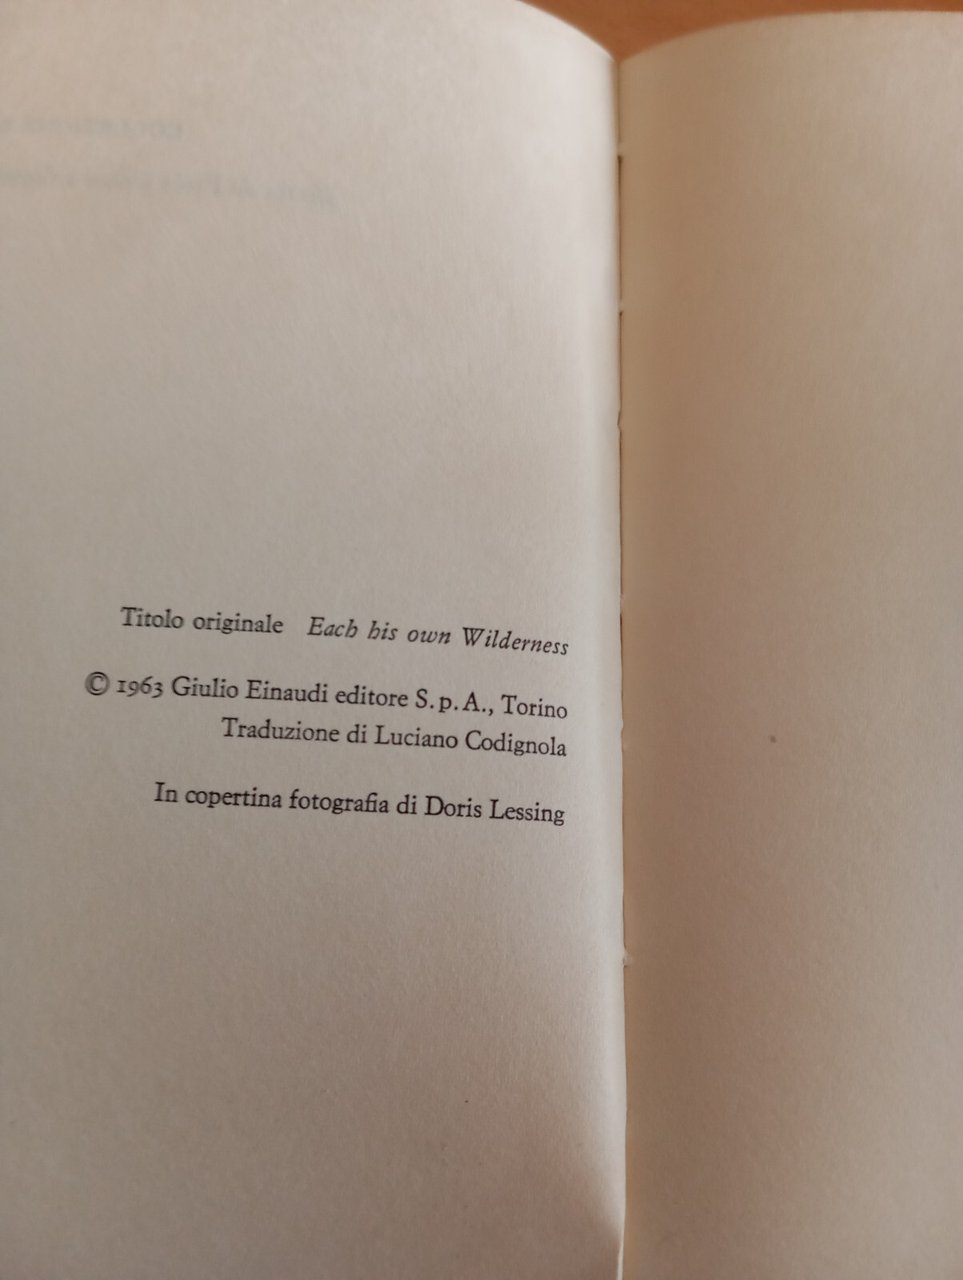 Titolo originale Each his own Wilderness
© 1963 Giulio Einaudi editore S.p.A., Torino
Traduzione di Luciano Codignola
In copertina fotografia di Doris Lessing